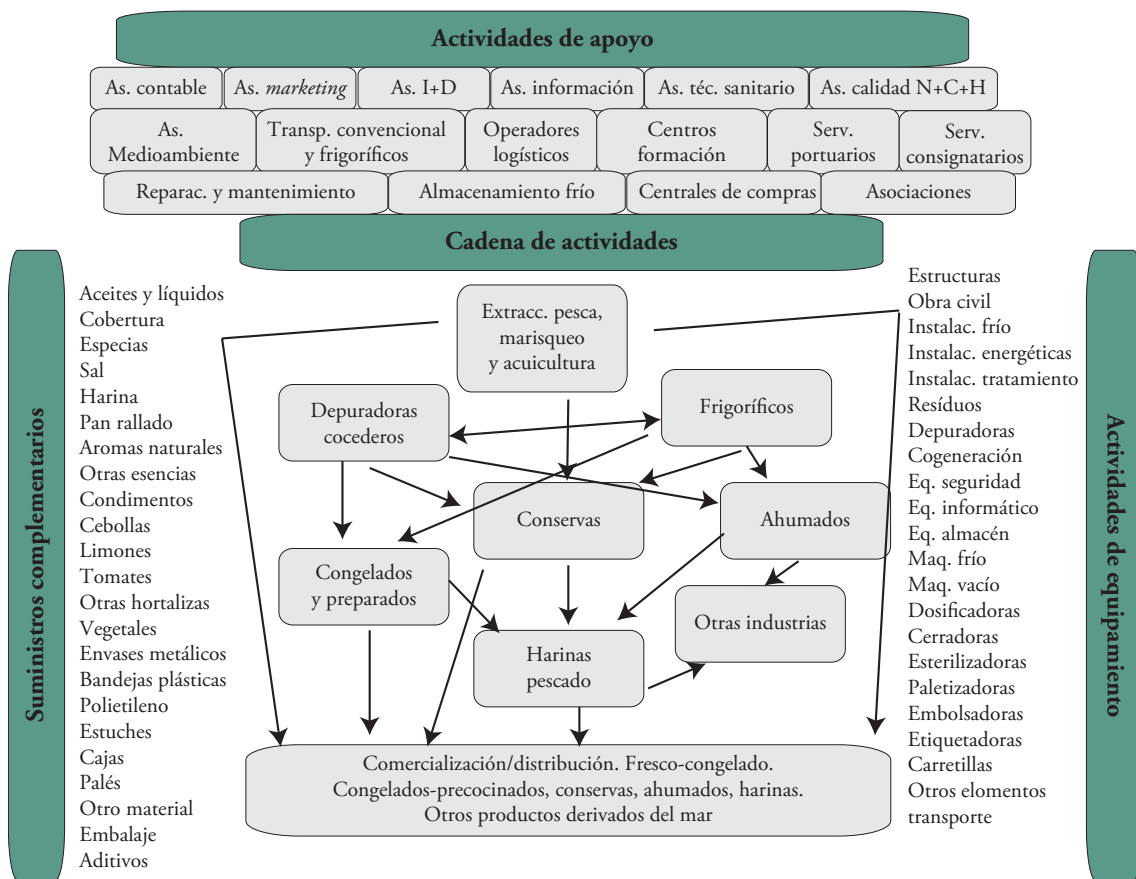 Actividades de apoyo
As. contable
As. marketing
As. I+D
As. información
As. téc. sanitario
As. calidad N+C+H
As.
Medioambiente
Transp. convencional
y frigoríficos
Operadores
logísticos
Centros
formación
Serv.
portuarios
Serv.
consignatarios
Reparac. y mantenimiento
Almacenamiento frío
Centrales de compras
Asociaciones
Cadena de actividades
Suministros complementarios
Aceites y líquidos
Cobertura
Especias
Sal
Harina
Pan rallado
Aromas naturales
Otras esencias
Condimentos
Cebollas
Limones
Tomates
Otras hortalizas
Vegetales
Envases metálicos
Bandejas plásticas
Polietileno
Estuches
Cajas
Palés
Otro material
Embalaje
Aditivos
Extracc. pesca,
marisqueo
y acuicultura
Depuradoras
cocederos
Frigoríficos
Conservas
Ahumados
Congelados
y preparados
Otras industrias
Harinas
pescado
Comercialización/distribución. Fresco-congelado.
Congelados-precocinados, conservas, ahumados, harinas.
Otros productos derivados del mar
Estructuras
Obra civil
Instalac. frío
Instalac. energéticas
Instalac. tratamiento
Resíduos
Depuradoras
Cogeneración
Eq. seguridad
Eq. informático
Eq. almacén
Maq. frío
Maq. vacío
Dosificadoras
Cerradoras
Esterilizadoras
Paletizadoras
Embolsadoras
Etiquetadoras
Carretillas
Otros elomentos
transporte
Actividades de equipamiento